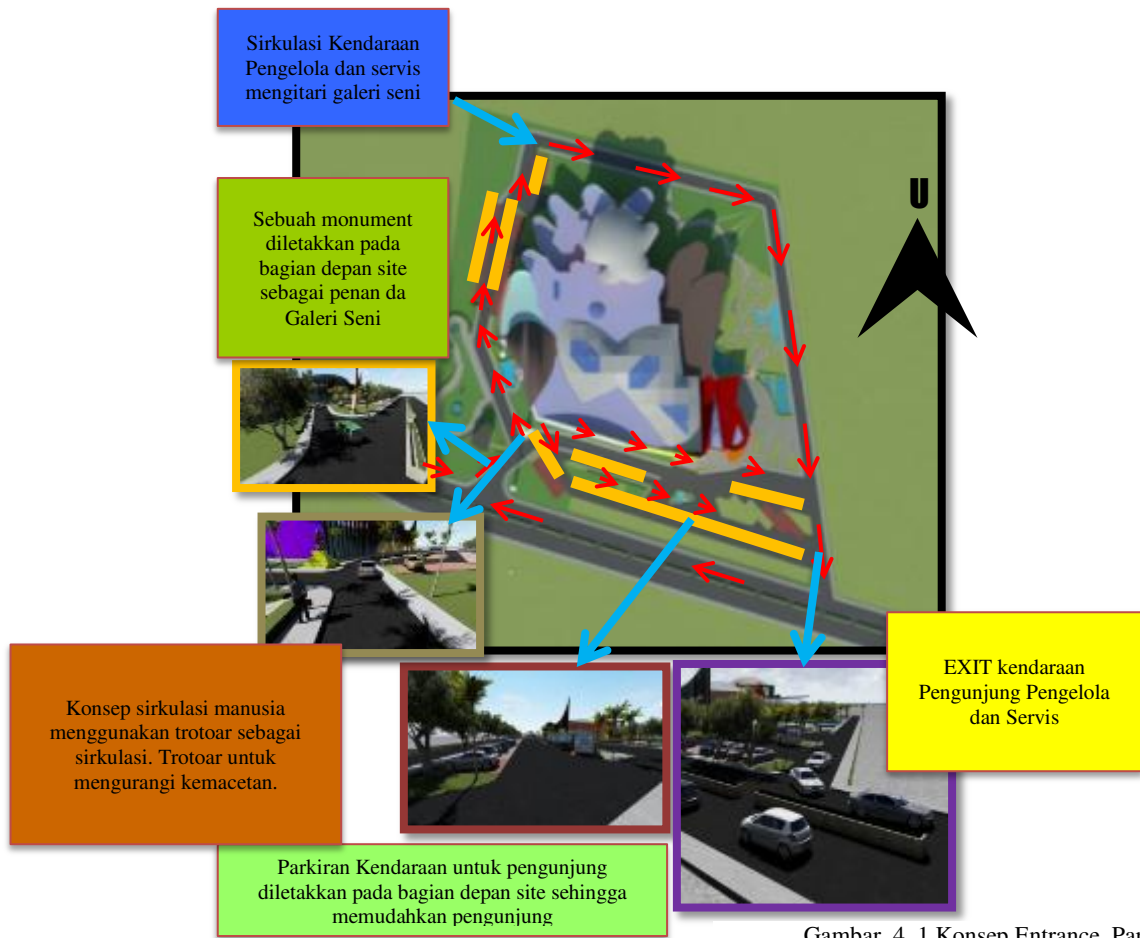 Sirkulasi Kendaraan
Pengelola dan servis
mengitari galeri seni
Sebuah monument
diletakkan pada
bagian depan site
sebagai penan da
Galeri Seni
U
Konsep sirkulasi manusia
menggunakan trotoar sebagai
sirkulasi. Trotoar untuk
mengurangi kemacetan.
EXIT kendaraan
Pengunjung Pengelola
dan Servis
Parkiran Kendaraan untuk pengunjung
diletakkan pada bagian depan site sehingga
memudahkan pengunjung
Gambar. 4. 1 Konsep Entrance, Par